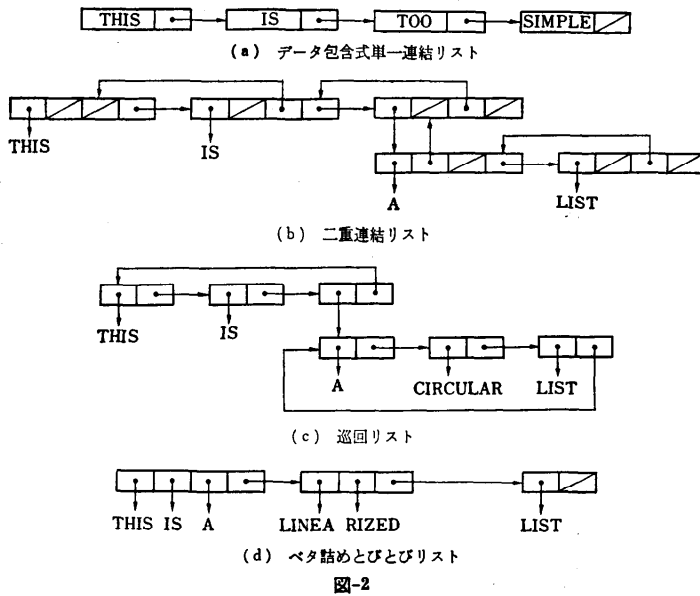 THIS IS TOO SIMPLE
(a) データ包含式単一連結リスト
THIS IS
A LIST
(b) 二重連結リスト
THIS IS
A CIRCULAR LIST
(c) 巡回リスト
THIS IS A LINEA RIZED LIST
(d) ベタ詰めとびとびリスト
図-2